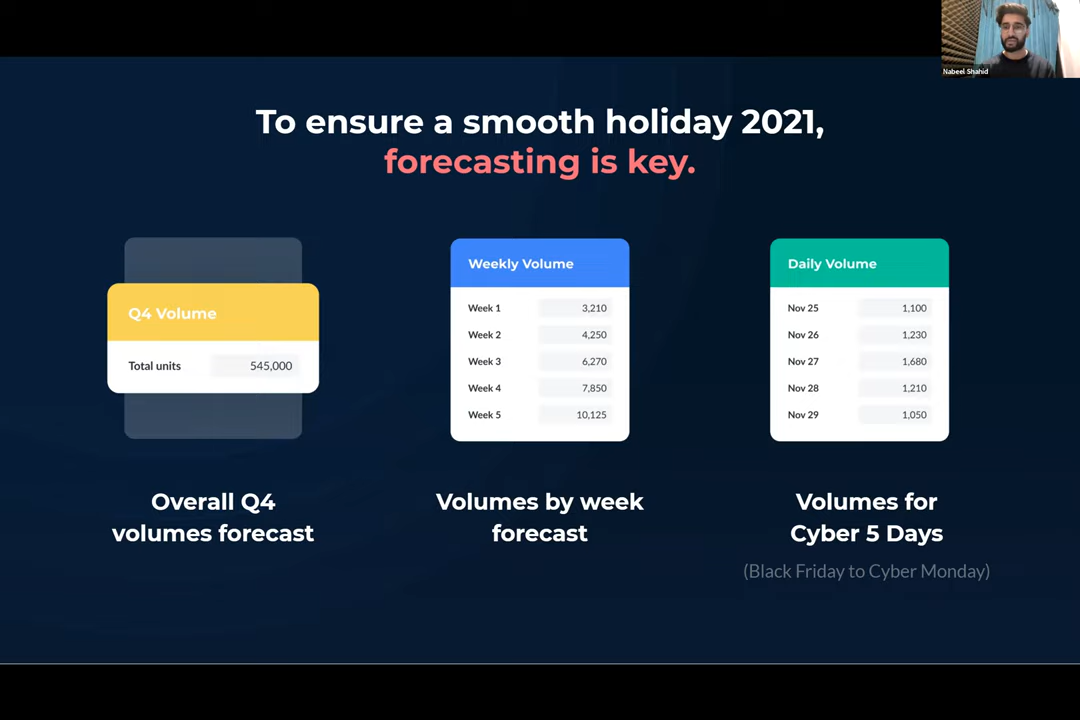 Nabeel Shahid
To ensure a smooth holiday 2021,
forecasting is key.
Q4 Volume
Total units 545,000
Overall Q4
volumes forecast
Weekly Volume
Week 1 3,210
Week 2 4,250
Week 3 6,270
Week 4 7,850
Week 5 10,125
Volumes by week
forecast
Daily Volume
Nov 25 1,100
Nov 26 1,230
Nov 27 1,680
Nov 28 1,210
Nov 29 1,050
Volumes for
Cyber 5 Days
(Black Friday to Cyber Monday)